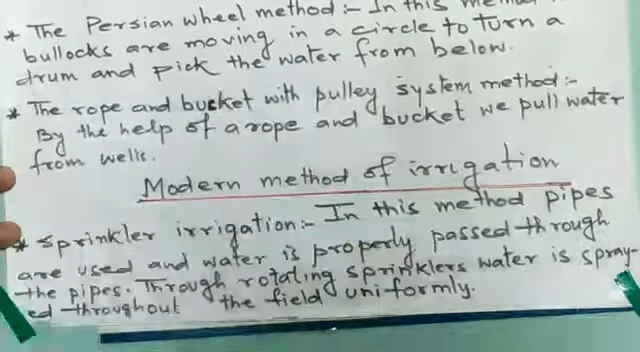 * The Persian wheel method :- In this
bullocks are moving in a circle to turn a
drum and pick the water from below.
* The rope and bucket with pulley system method :-
By the help of a rope and bucket we pull water
from wells.
Modern method of irrigation
* Sprinkler irrigation :- In this method pipes
are used and water is properly passed through
the pipes. Through rotating sprinklers water is spray-
ed throughout the field uniformly.